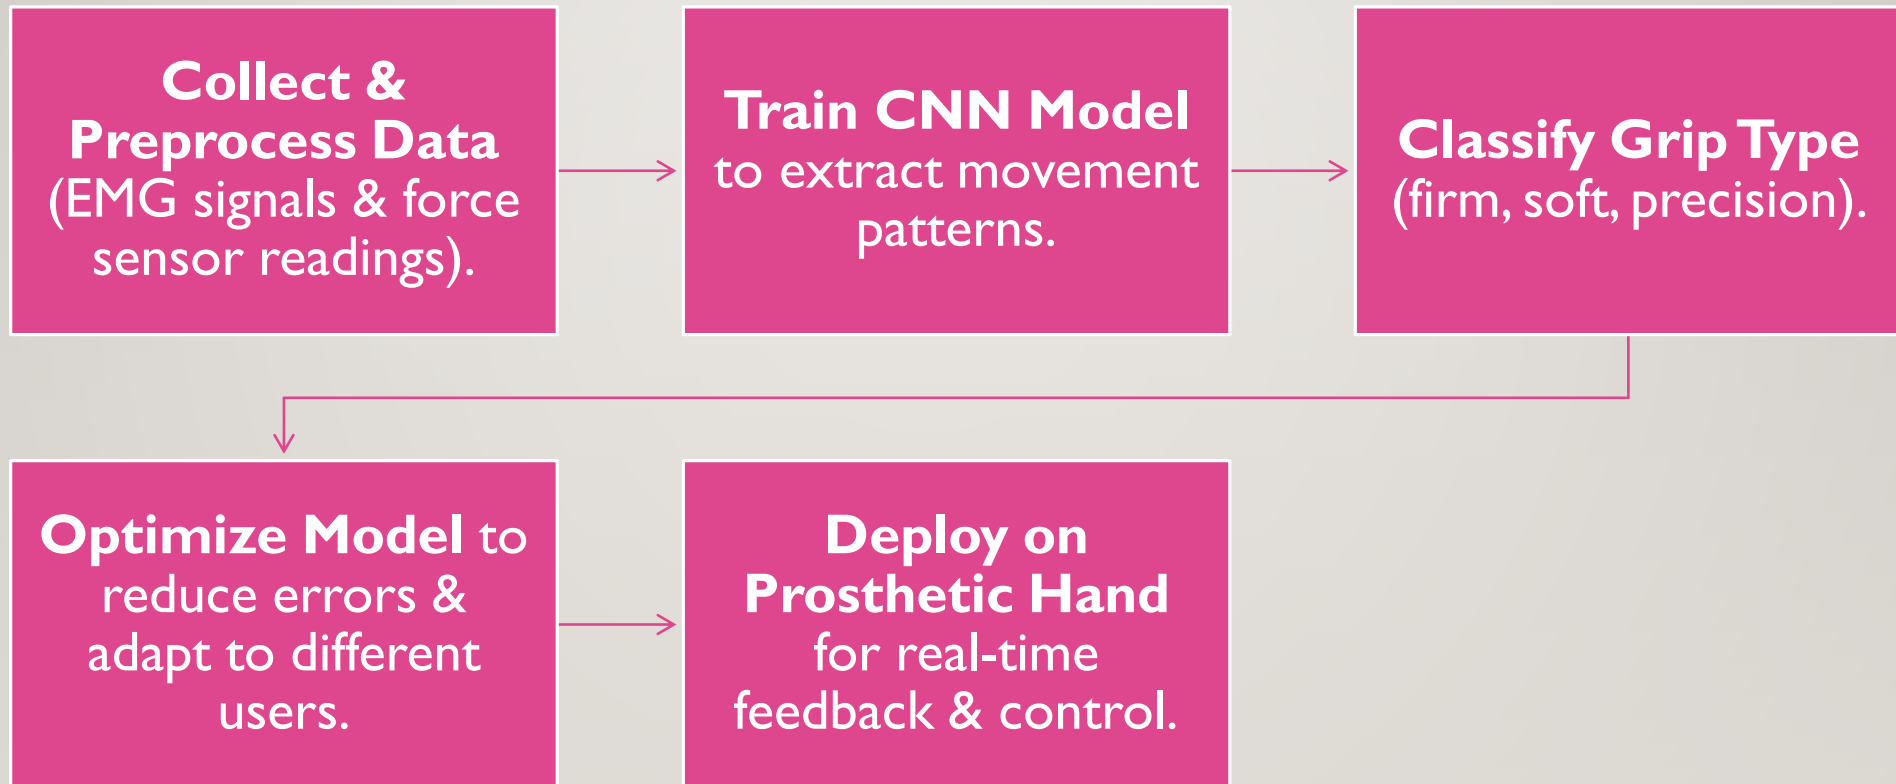 Collect &
Preprocess Data
(EMG signals & force
sensor readings).
Train CNN Model
to extract movement
patterns.
Classify Grip Type
(firm, soft, precision).
Optimize Model to
reduce errors &
adapt to different
users.
Deploy on
Prosthetic Hand
for real-time
feedback & control.